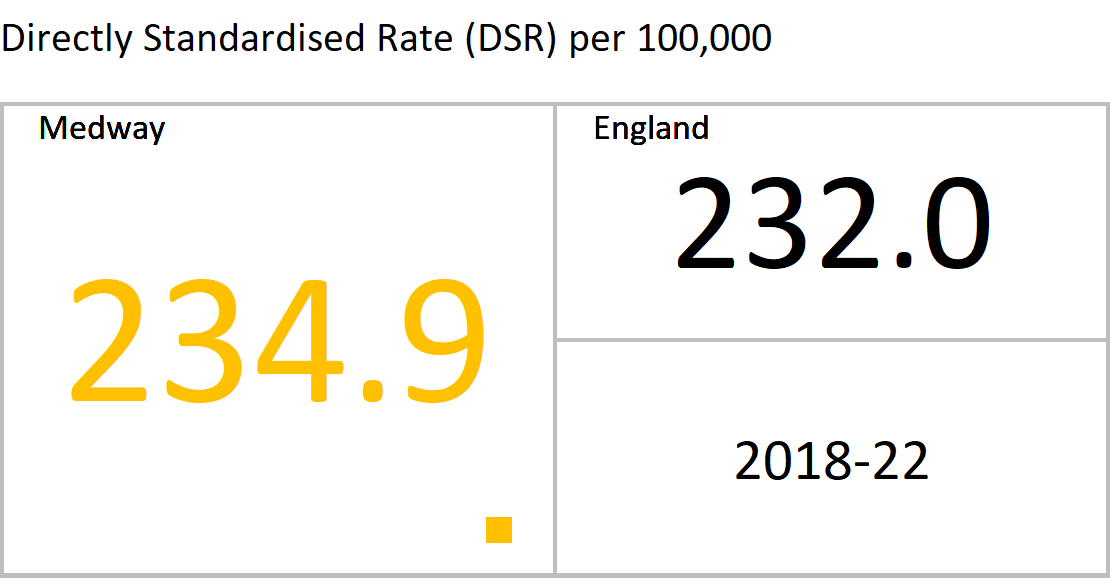 Directly Standardised Rate (DSR) per 100,000
Medway
234.9
England
232.0
2018-22